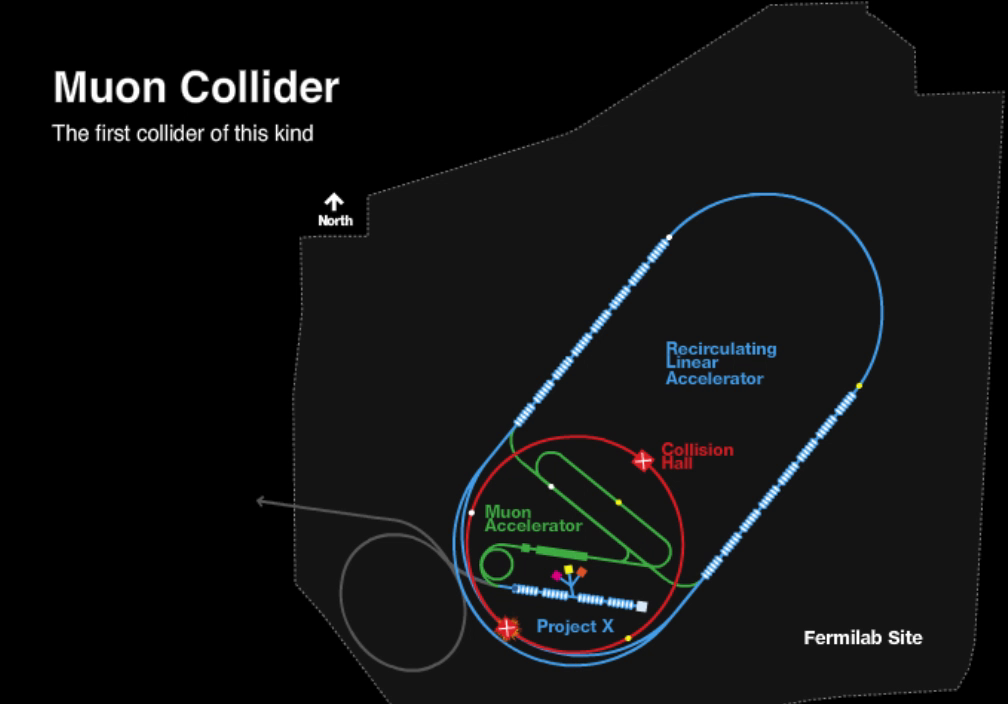 Muon Collider
The first collider of this kind
North
Recirculating
Linear
Accelerator
Collision
Hall
Muon
Accelerator
Project X
Fermilab Site